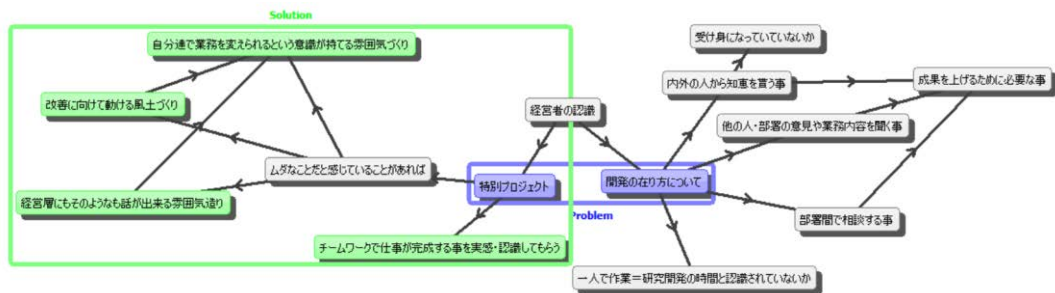 Solution
自分達で業務を変えられるという意識が持てる雰囲気づくり
受け身になっていていないか
内外の人から知恵を貰う事
成果を上げるために必要な事
改善に向けて動ける風土づくり
経営者の認識
他の人・部署の意見や業務内容を聞く事
ムダなことだと感じていることがあれば
特別プロジェクト
開発の在り方について
経営層にもそのようなも話が出来る雰囲気造り
Problem
部署間で相談する事
チームワークで仕事が完成する事を実感・認識してもらう
一人で作業＝研究開発の時間と認識されていないか